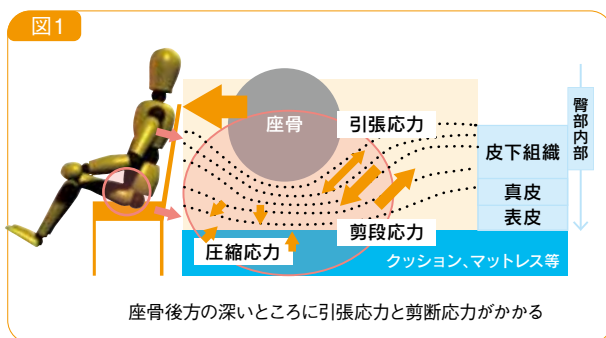 図1
座骨
引張応力
臀部内部
皮下組織
真皮
表皮
剪段応力
圧縮応力
クッション、マットレス等
座骨後方の深いところに引張応力と剪断応力がかかる